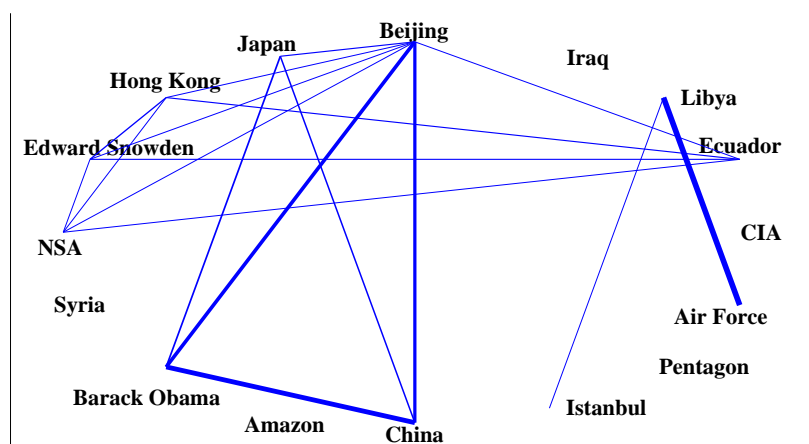 Beijing
Japan
Iraq
Hong Kong
Libya
Edward Snowden
Ecuador
NSA
CIA
Syria
Air Force
Pentagon
Barack Obama
Istanbul
Amazon
China